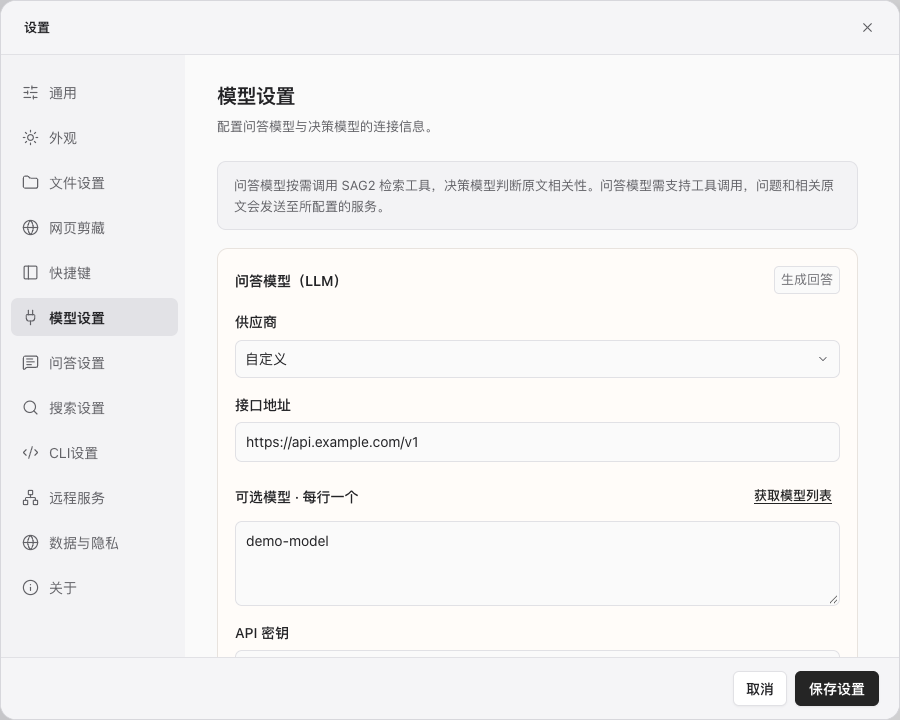 设置
通用
外观
文件设置
网页剪藏
快捷键
模型设置
问答设置
搜索设置
CLI设置
远程服务
数据与隐私
关于
模型设置
配置问答模型与决策模型的连接信息。
问答模型按需调用 SAG2 检索工具，决策模型判断原文相关性。问答模型需支持工具调用，问题和相关原
文会发送至所配置的服务。
问答模型（LLM）
生成回答
供应商
自定义
接口地址
https://api.example.com/v1
可选模型 · 每行一个
获取模型列表
demo-model
API 密钥
取消
保存设置